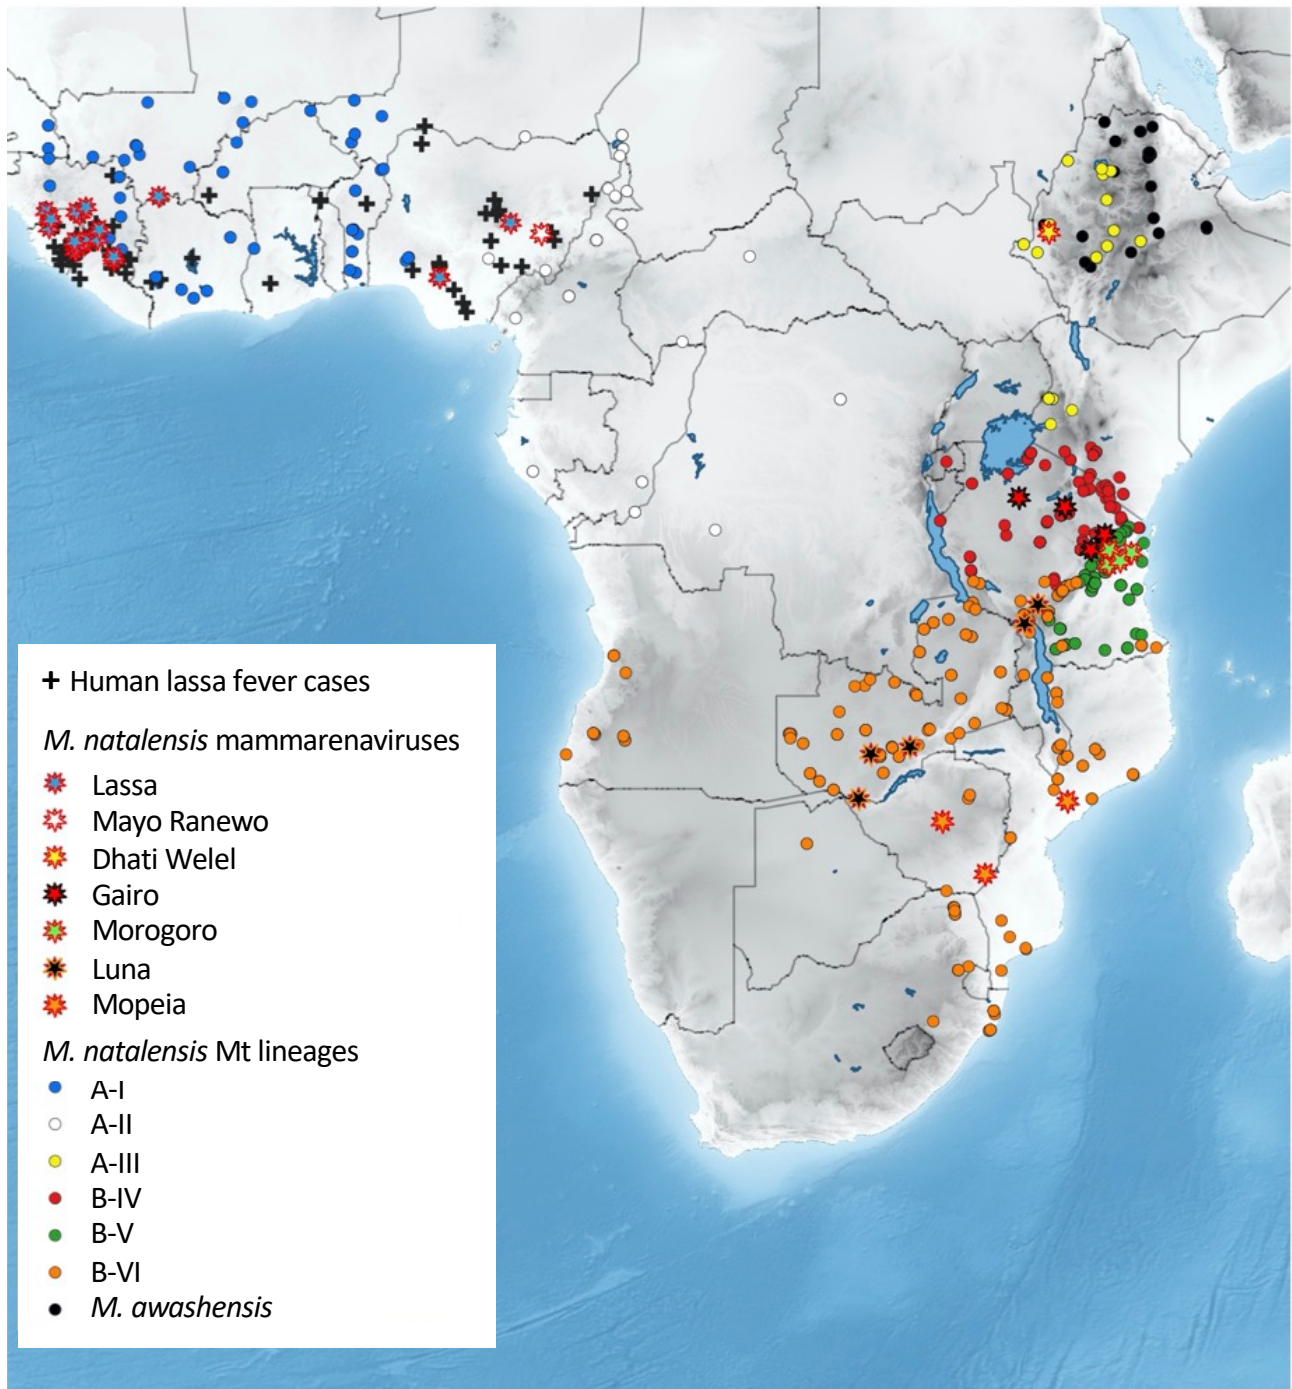 Human lassa fever cases
M. natalensis mammarenaviruses
Lassa
Mayo Ranewo
Dhati Welel
Gairo
Morogoro
Luna
Mopeia
M. natalensis Mt lineages
A-I
A-II
A-III
B-IV
B-V
B-VI
M. awashensis